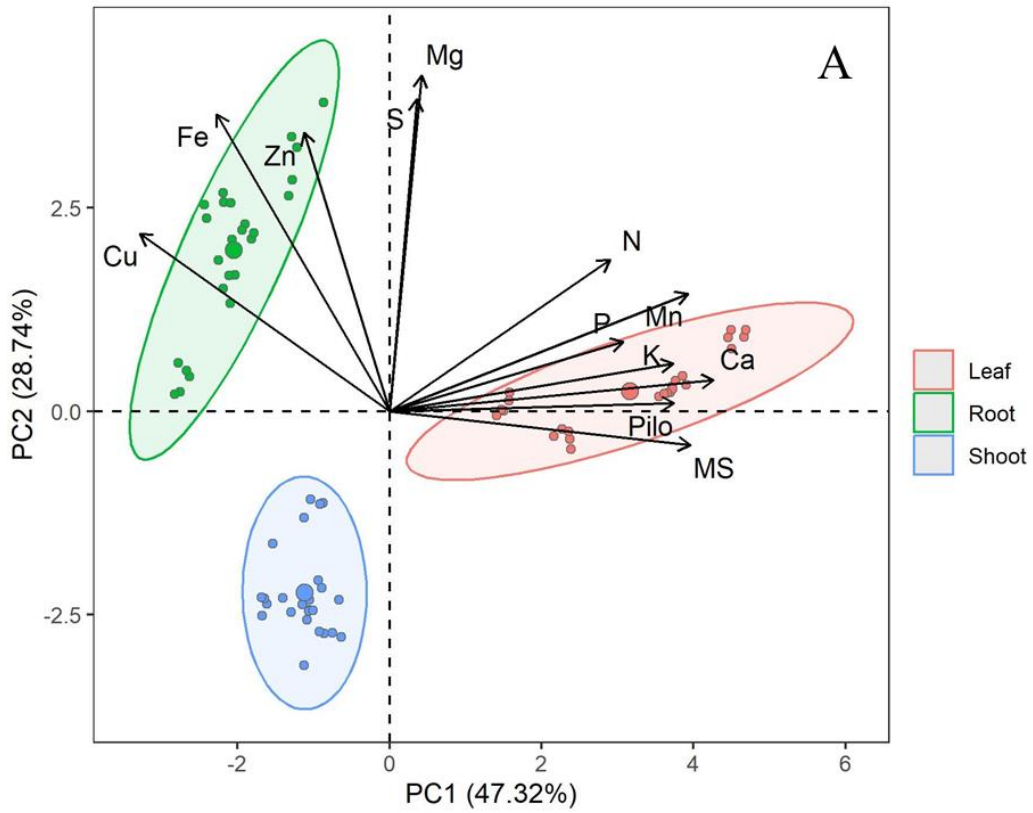 A
Mg
S
Fe
Zn
Cu
N
Mn
P
K
Ca
Pilo
MS
2.5
0.0
-2.5
-2
0
2
4
6
PC1 (47.32%)
PC2 (28.74%)
Leaf
Root
Shoot